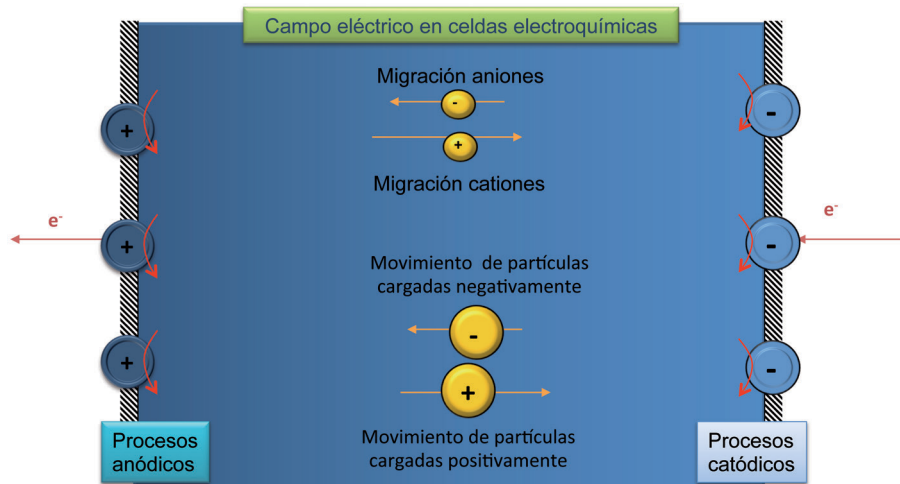 Campo eléctrico en celdas electroquímicas
Migración aniones
-
+
Migración cationes
+
+
+
-
-
-
e-
e-
Movimiento de partículas
cargadas negativamente
-
+
Movimiento de partículas
cargadas positivamente
Procesos
anódicos
Procesos
catódicos